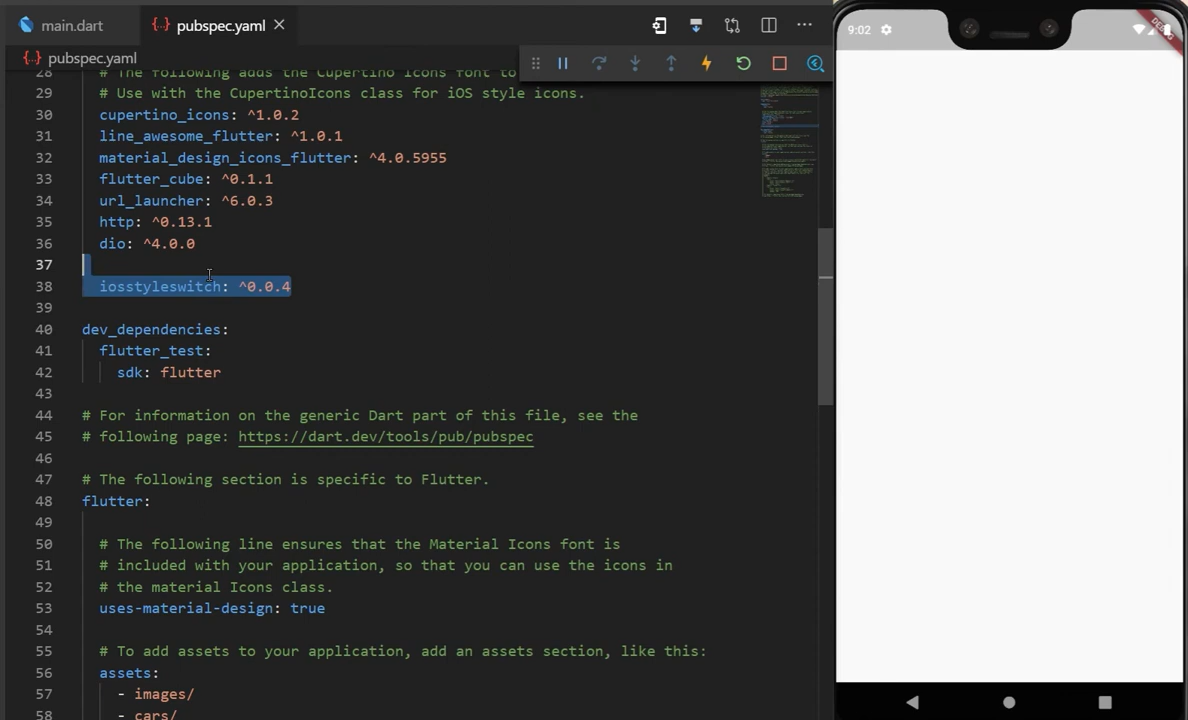 main.dart
{··} pubspec.yaml
{··} pubspec.yaml
28 # The following adds the Cupertino Icons font to
29 # Use with the CupertinoIcons class for iOS style icons.
30 cupertino_icons: ^1.0.2
31 line_awesome_flutter: ^1.0.1
32 material_design_icons_flutter: ^4.0.5955
33 flutter_cube: ^0.1.1
34 url_launcher: ^6.0.3
35 http: ^0.13.1
36 dio: ^4.0.0
37
38 iosstyleswitch: ^0.0.4
39
40 dev_dependencies:
41 flutter_test:
42 sdk: flutter
43
44 # For information on the generic Dart part of this file, see the
45 # following page: https://dart.dev/tools/pub/pubspec
46
47 # The following section is specific to Flutter.
48 flutter:
49
50 # The following line ensures that the Material Icons font is
51 # included with your application, so that you can use the icons in
52 # the material Icons class.
53 uses-material-design: true
54
55 # To add assets to your application, add an assets section, like this:
56 assets:
57 - images/
58 - cars/
9:02
DEBUG